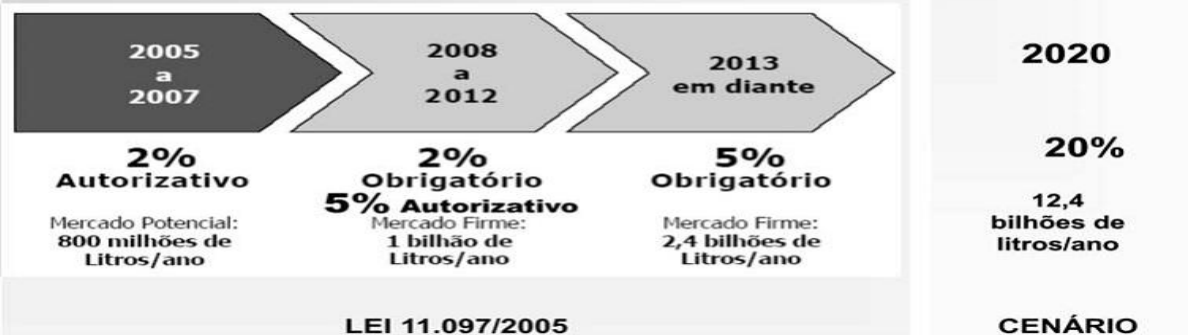 2005
a
2007
2008
a
2012
2013
em diante
2020
2%
Autorizativo
Mercado Potencial:
800 milhões de
Litros/ano
2%
Obrigatório
5% Autorizativo
Mercado Firme:
1 bilhão de
Litros/ano
5%
Obrigatório
Mercado Firme:
2,4 bilhões de
Litros/ano
20%
12,4
bilhões de
litros/ano
LEI 11.097/2005
CENÁRIO